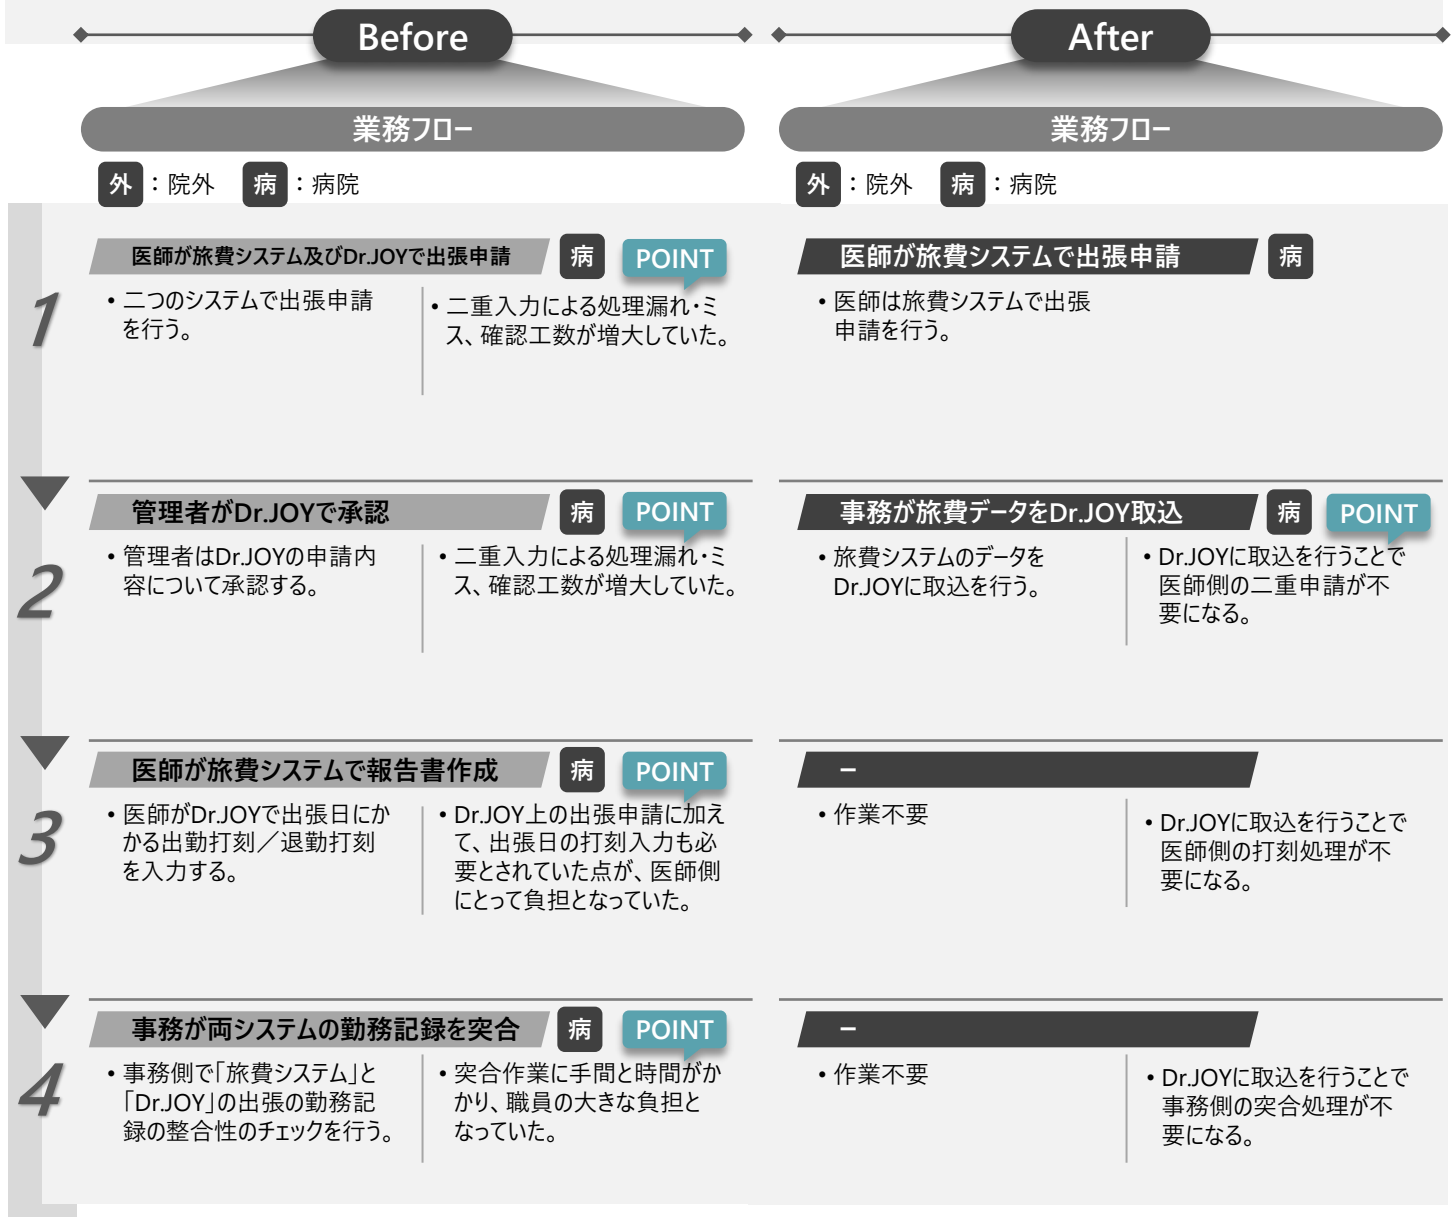 Before
業務フロー
外：院外 病：病院
After
業務フロー
外：院外 病：病院
1
医師が旅費システム及びDr.JOYで出張申請 病 POINT
• 二つのシステムで出張申請
を行う。
• 二重入力による処理漏れ・ミ
ス、確認工数が増大していた。
医師が旅費システムで出張申請 病
• 医師は旅費システムで出張
申請を行う。
2
管理者がDr.JOYで承認 病 POINT
• 管理者はDr.JOYの申請内
容について承認する。
• 二重入力による処理漏れ・ミ
ス、確認工数が増大していた。
事務が旅費データをDr.JOY取込 病 POINT
• 旅費システムのデータを
Dr.JOYに取込を行う。
• Dr.JOYに取込を行うことで
医師側の二重申請が不
要になる。
3
医師が旅費システムで報告書作成 病 POINT
• 医師がDr.JOYで出張日にか
かる出勤打刻／退勤打刻
を入力する。
• Dr.JOY上の出張申請に加え
て、出張日の打刻入力も必
要とされていた点が、医師側
にとって負担となっていた。
–
• 作業不要
• Dr.JOYに取込を行うことで
医師側の打刻処理が不
要になる。
4
事務が両システムの勤務記録を突合 病 POINT
• 事務側で「旅費システム」と
「Dr.JOY」の出張の勤務記
録の整合性のチェックを行う。
• 突合作業に手間と時間がか
かり、職員の大きな負担と
なっていた。
–
• 作業不要
• Dr.JOYに取込を行うことで
事務側の突合処理が不
要になる。